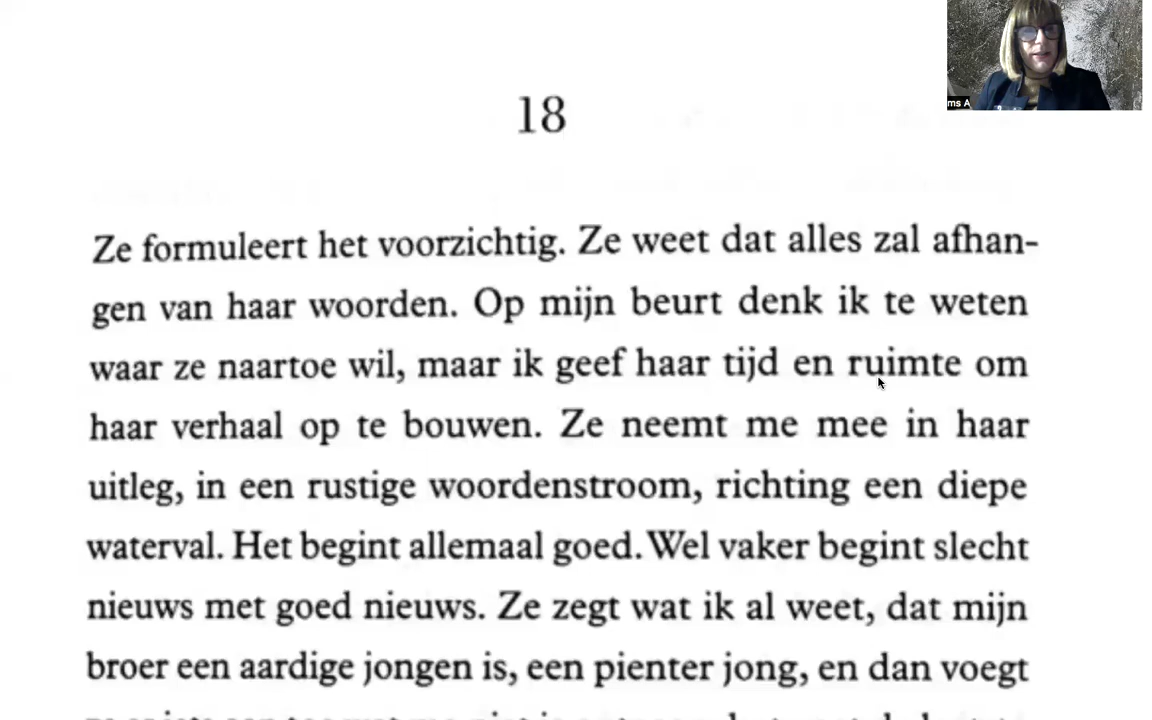 ms A
18
Ze formuleert het voorzichtig. Ze weet dat alles zal afhan-
gen van haar woorden. Op mijn beurt denk ik te weten
waar ze naartoe wil, maar ik geef haar tijd en ruimte om
haar verhaal op te bouwen. Ze neemt me mee in haar
uitleg, in een rustige woordenstroom, richting een diepe
waterval. Het begint allemaal goed. Wel vaker begint slecht
nieuws met goed nieuws. Ze zegt wat ik al weet, dat mijn
broer een aardige jongen is, een pienter jong, en dan voegt